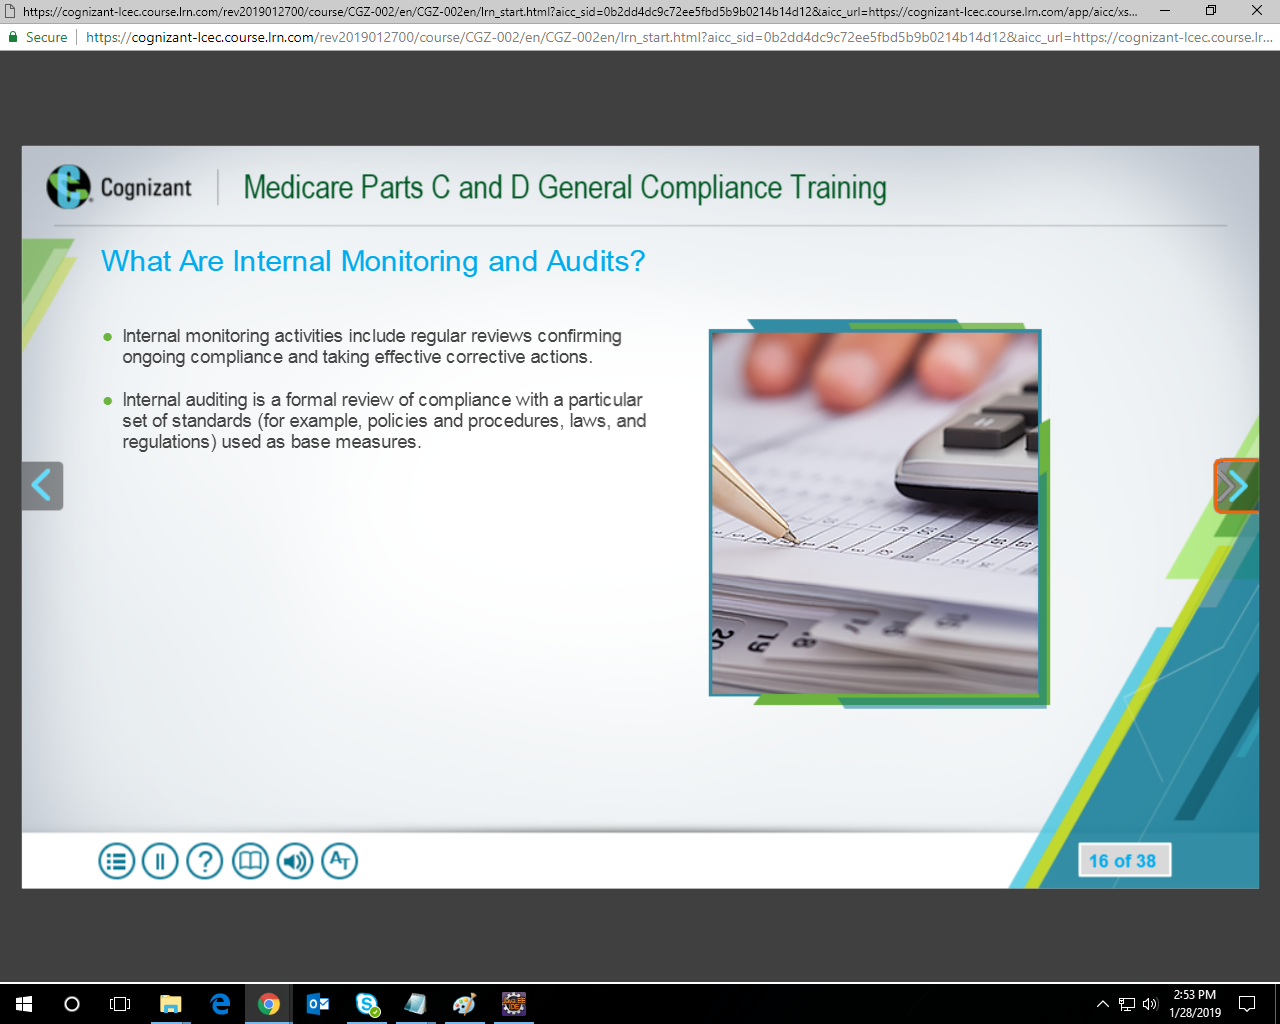 https://cognizant-lcec.course.lrn.com/rev2019012700/course/CGZ-002/en/CGZ-002en/lrn_start.html?aicc_sid=0b2dd4dc9c72ee5fbd5b9b0214b14d12&aicc_url=https://cognizant-lcec.course.lrn.com/app/aicc/xs...
Secure https://cognizant-lcec.course.lrn.com/rev2019012700/course/CGZ-002/en/CGZ-002en/lrn_start.html?aicc_sid=0b2dd4dc9c72ee5fbd5b9b0214b14d12&aicc_url=https://cognizant-lcec.course.lr...
Cognizant Medicare Parts C and D General Compliance Training
What Are Internal Monitoring and Audits?
• Internal monitoring activities include regular reviews confirming
ongoing compliance and taking effective corrective actions.
• Internal auditing is a formal review of compliance with a particular
set of standards (for example, policies and procedures, laws, and
regulations) used as base measures.
16 of 38
2:53 PM
1/28/2019